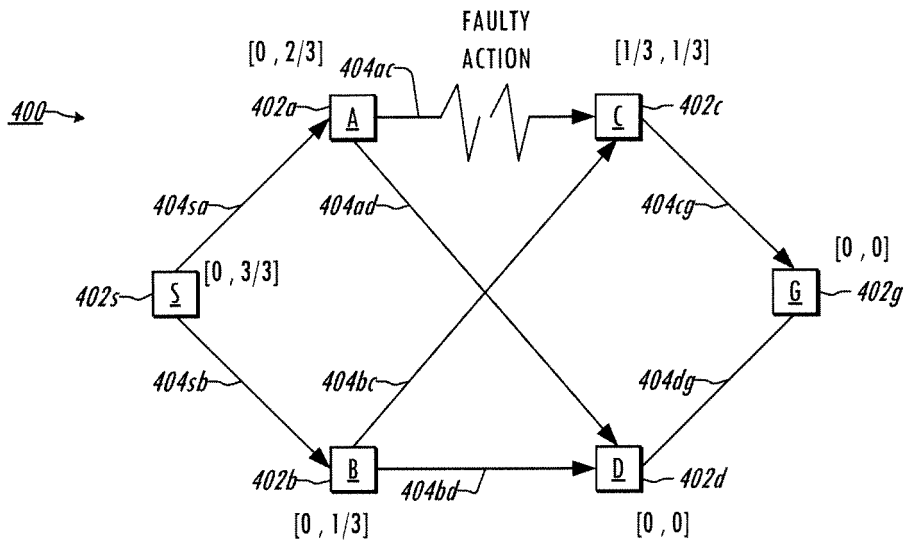 FAULTY
ACTION
[0 , 2/3]
404ac
[1/3 , 1/3]
400
402a
A
C
402c
404sa
404ad
404cg
[0 , 3/3]
[0 , 0]
402s
S
G
402g
404sb
404bc
404dg
402b
B
404bd
D
402d
[0 , 1/3]
[0 , 0]